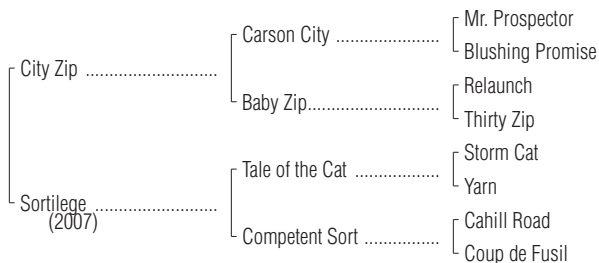 Mr. Prospector
Carson City ..................
Blushing Promise
City Zip .......................
Relaunch
Baby Zip.......................
Thirty Zip
Storm Cat
Tale of the Cat ...............
Yarn
Sortilege .....................
(2007)
Cahill Road
Competent Sort .............
Coup de Fusil